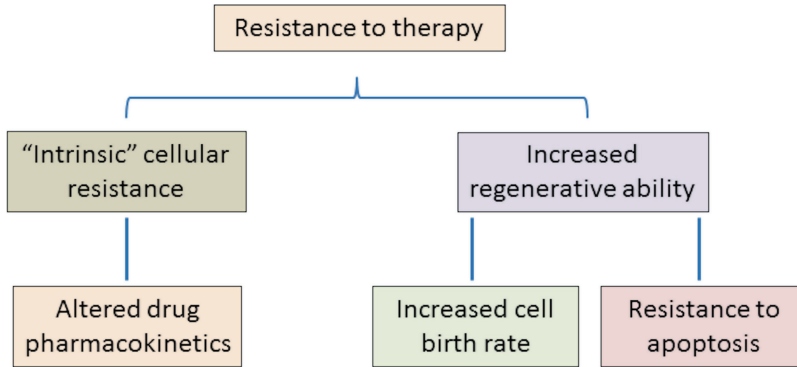 Resistance to therapy
“Intrinsic” cellular
resistance
Increased
regenerative ability
Altered drug
pharmacokinetics
Increased cell
birth rate
Resistance to
apoptosis